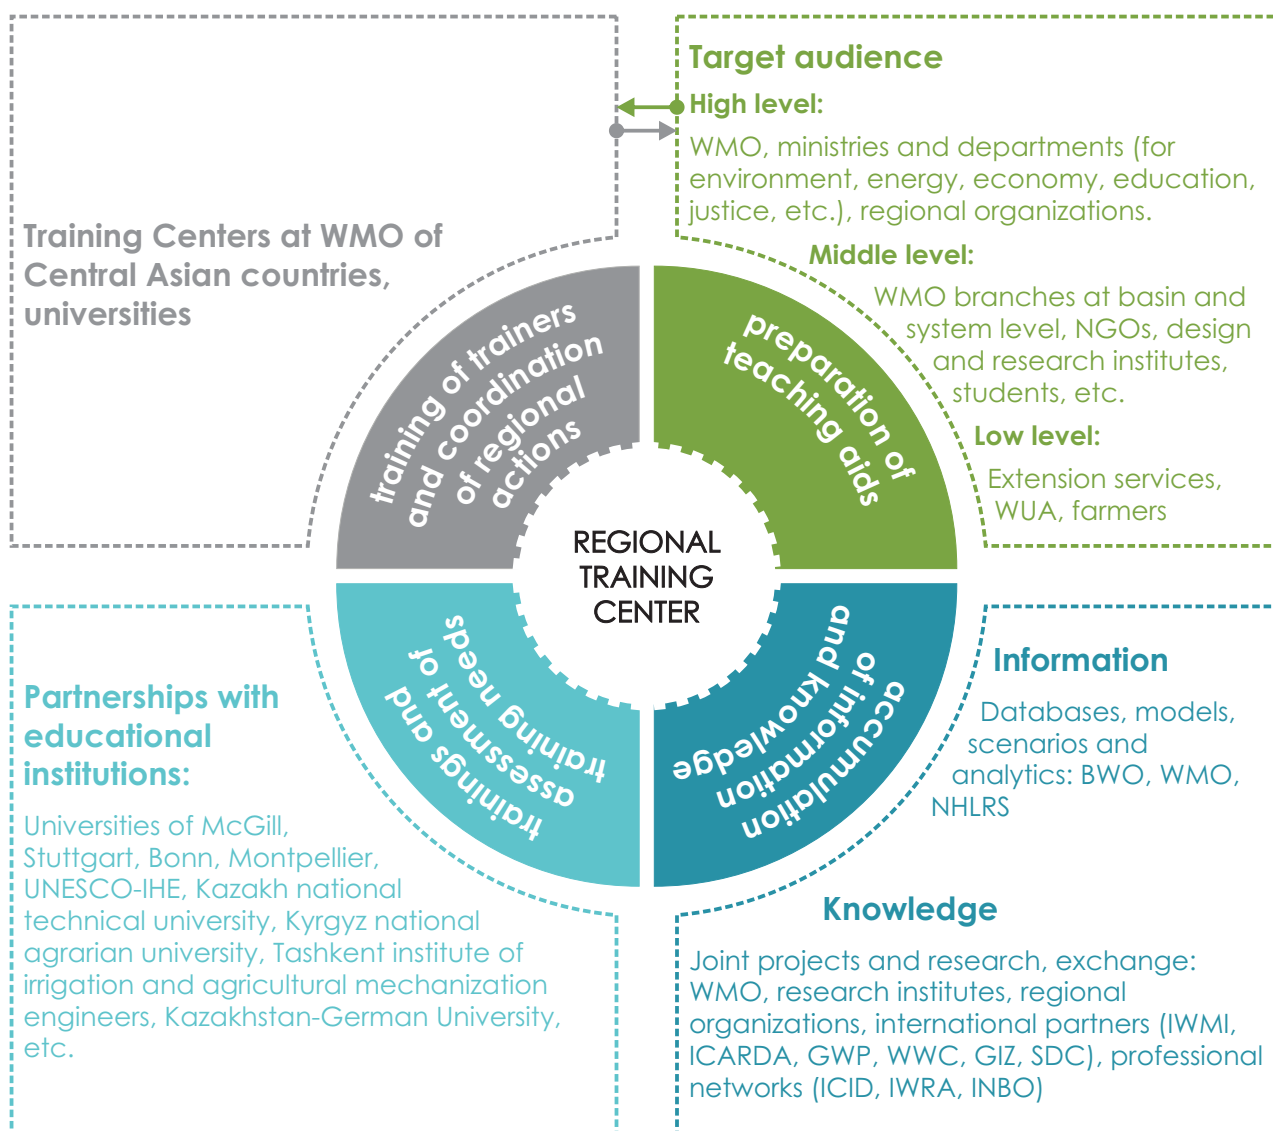 Training Centers at WMO of
Central Asian countries,
universities
Target audience
High level:
WMO, ministries and departments (for
environment, energy, economy, education,
justice, etc.), regional organizations.
Middle level:
WMO branches at basin and
system level, NGOs, design
and research institutes,
students, etc.
Low level:
Extension services,
WUA, farmers
training of trainers
and coordination
of regional
actions
preparation of
teaching aids
REGIONAL
TRAINING
CENTER
trainings and
assessment of
training needs
accumulation
of information
and knowledge
Partnerships with
educational
institutions:
Universities of McGill,
Stuttgart, Bonn, Montpellier,
UNESCO-IHE, Kazakh national
technical university, Kyrgyz national
agrarian university, Tashkent institute of
irrigation and agricultural mechanization
engineers, Kazakhstan-German University,
etc.
Information
Databases, models,
scenarios and
analytics: BWO, WMO,
NHLRS
Knowledge
Joint projects and research, exchange:
WMO, research institutes, regional
organizations, international partners (IWMI,
ICARDA, GWP, WWC, GIZ, SDC), professional
networks (ICID, IWRA, INBO)